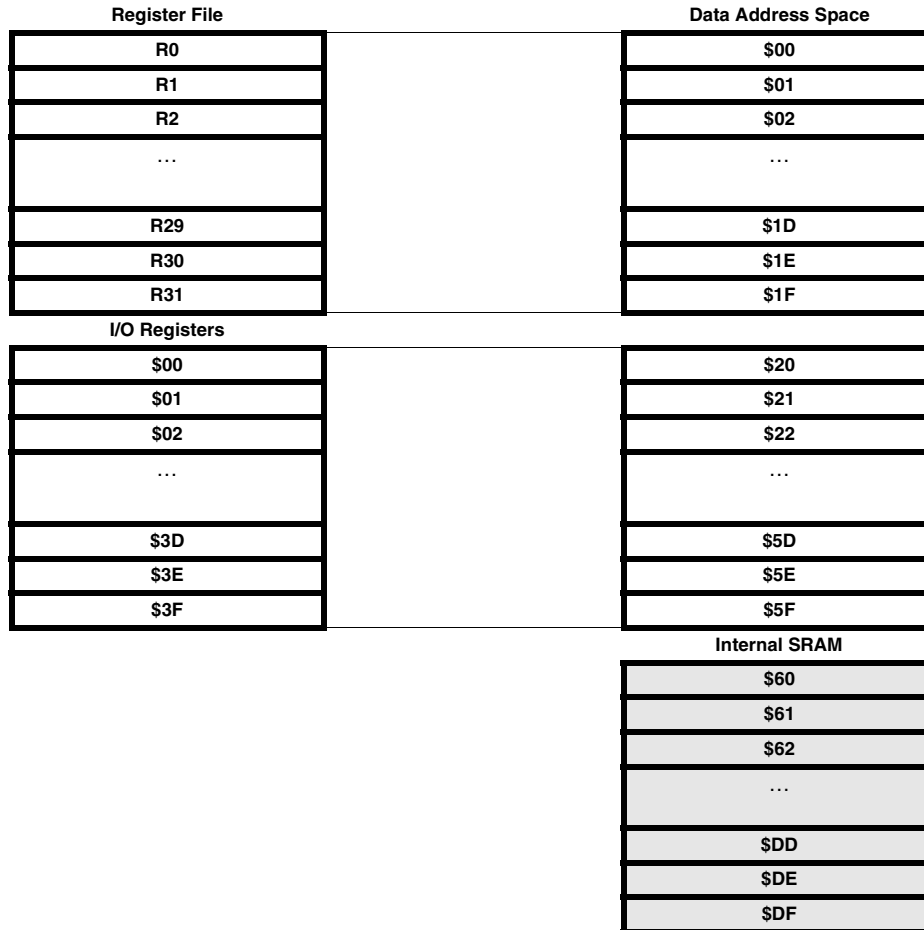 Register File Data Address Space
R0 $00
R1 $01
R2 $02
... ...
R29 $1D
R30 $1E
R31 $1F
I/O Registers
$00 $20
$01 $21
$02 $22
... ...
$3D $5D
$3E $5E
$3F $5F
Internal SRAM
$60
$61
$62
...
$DD
$DE
$DF